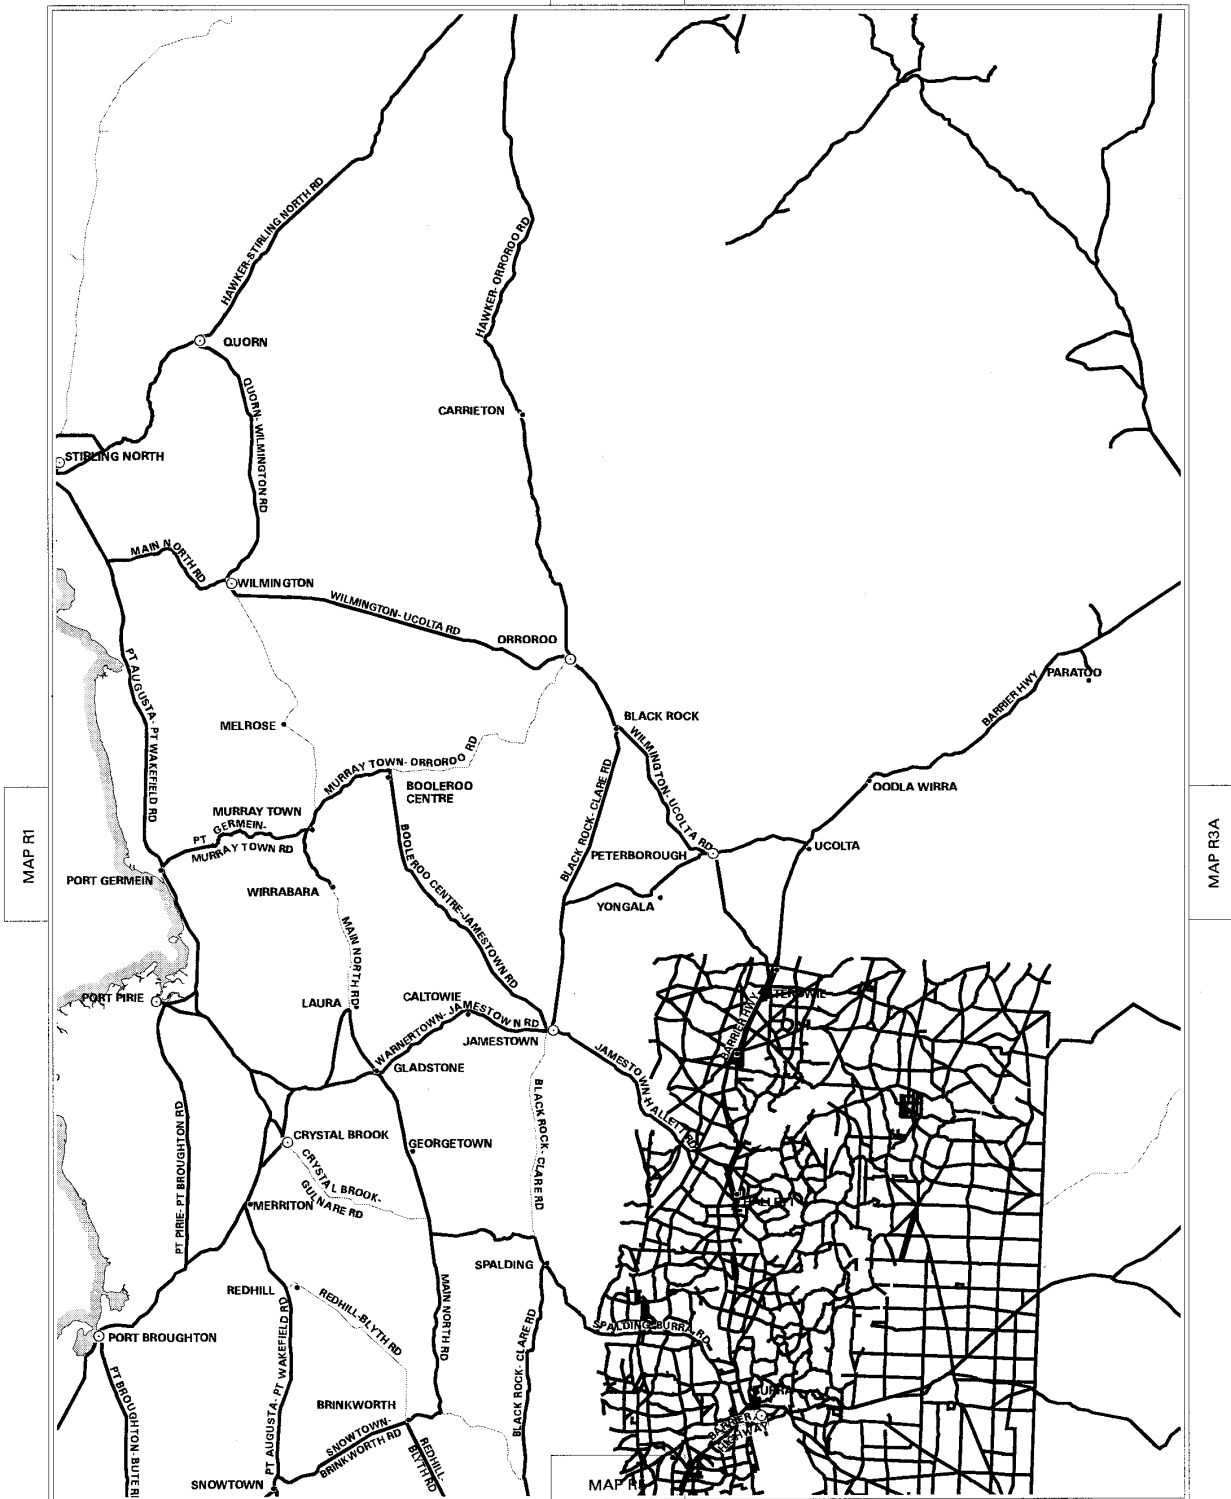 HAWKER-STIRLING NORTH RD
HAWKER-ORROROO RD
QUORN
QUORN-WILMINGTON RD
CARRIETON
STIRLING NORTH
MAIN NORTH RD
WILMINGTON
WILMINGTON-UCOLTA RD
ORROROO
PT AUGUSTA-PT WAKEFIELD RD
PARATOO
BARRIER HWY
MELROSE
BLACK ROCK
WILMINGTON-UCOLTA RD
MURRAY TOWN-ORROROO RD
BOOLEROO
CENTRE
OODLA WIRRA
BLACK ROCK-CLARE RD
MURRAY TOWN
PT GERMEIN-
MURRAY TOWN RD
MAP R1
MAP R3A
BOOLEROO CENTRE-JAMESTOWN RD
PETERBOROUGH
UCOLTA
PORT GERMEIN
WIRRABARA
YONGALA
MAIN NORTH RD
PORT PIRIE
LAURA
CALTOWIE
WARNERTOWN-JAMESTOWN RD
JAMESTOWN
BARRIER HWY
GLADSTONE
JAMESTOWN-HALLETT RD
BLACK ROCK-CLARE RD
PT PIRIE-PT BROUGHTON RD
CRYSTAL BROOK
GEORGETOWN
CRYSTAL BROOK-
GULNARE RD
MERRITON
HALLETT
SPALDING
REDHILL
REDHILL-BLYTH RD
PT AUGUSTA-PT WAKEFIELD RD
MAIN NORTH RD
BLACK ROCK-CLARE RD
SPALDING-BURRA RD
PORT BROUGHTON
PT BROUGHTON-BUTE R
BURRA
BRINKWORTH
SNOWTOWN-
BRINKWORTH RD
REDHILL-
BLYTH RD
BARRIER
HIGHWAY
SNOWTOWN
MAP